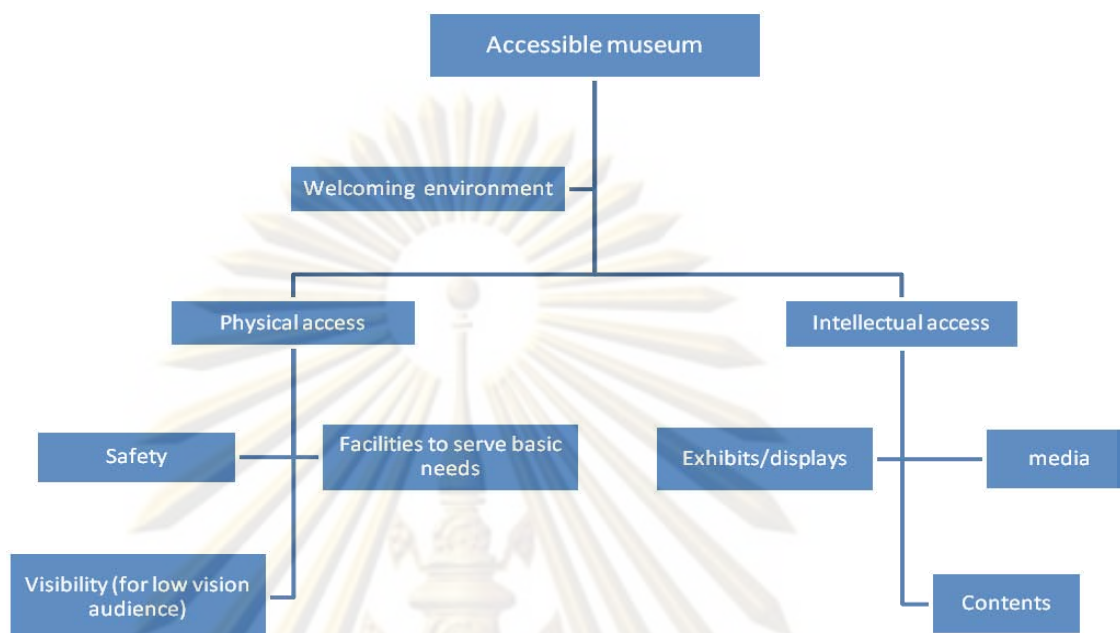 Accessible museum
Welcoming environment
Physical access
Intellectual access
Safety
Facilities to serve basic
needs
Exhibits/displays
media
Visibility (for low vision
audience)
Contents